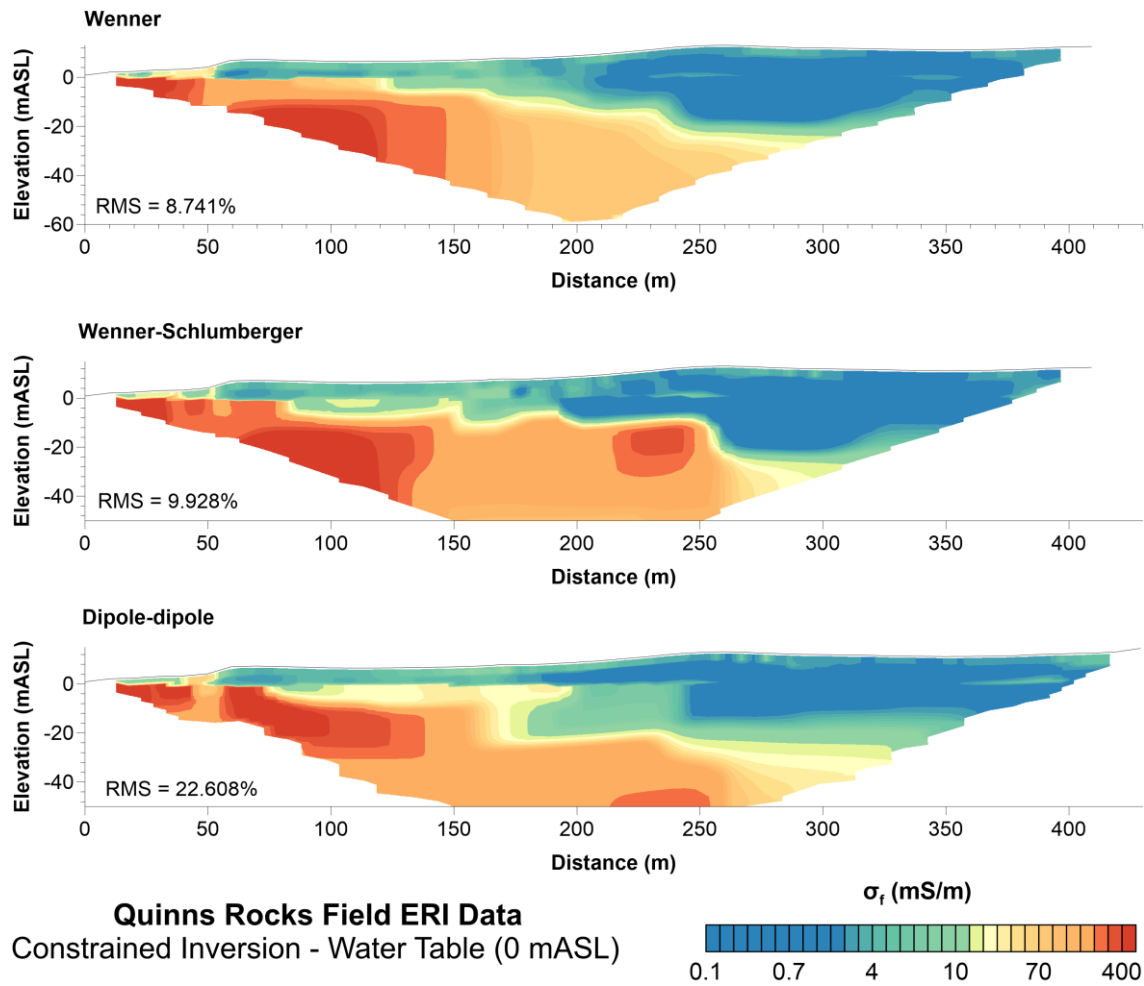 Wenner
Elevation (mASL)
0
-20
-40
-60
RMS = 8.741%
0 50 100 150 200 250 300 350 400
Distance (m)
Wenner-Schlumberger
Elevation (mASL)
0
-20
-40
RMS = 9.928%
0 50 100 150 200 250 300 350 400
Distance (m)
Dipole-dipole
Elevation (mASL)
0
-20
-40
RMS = 22.608%
0 50 100 150 200 250 300 350 400
Distance (m)
Quinns Rocks Field ERI Data
Constrained Inversion - Water Table (0 mASL)
σf (mS/m)
0.1 0.7 4 10 70 400